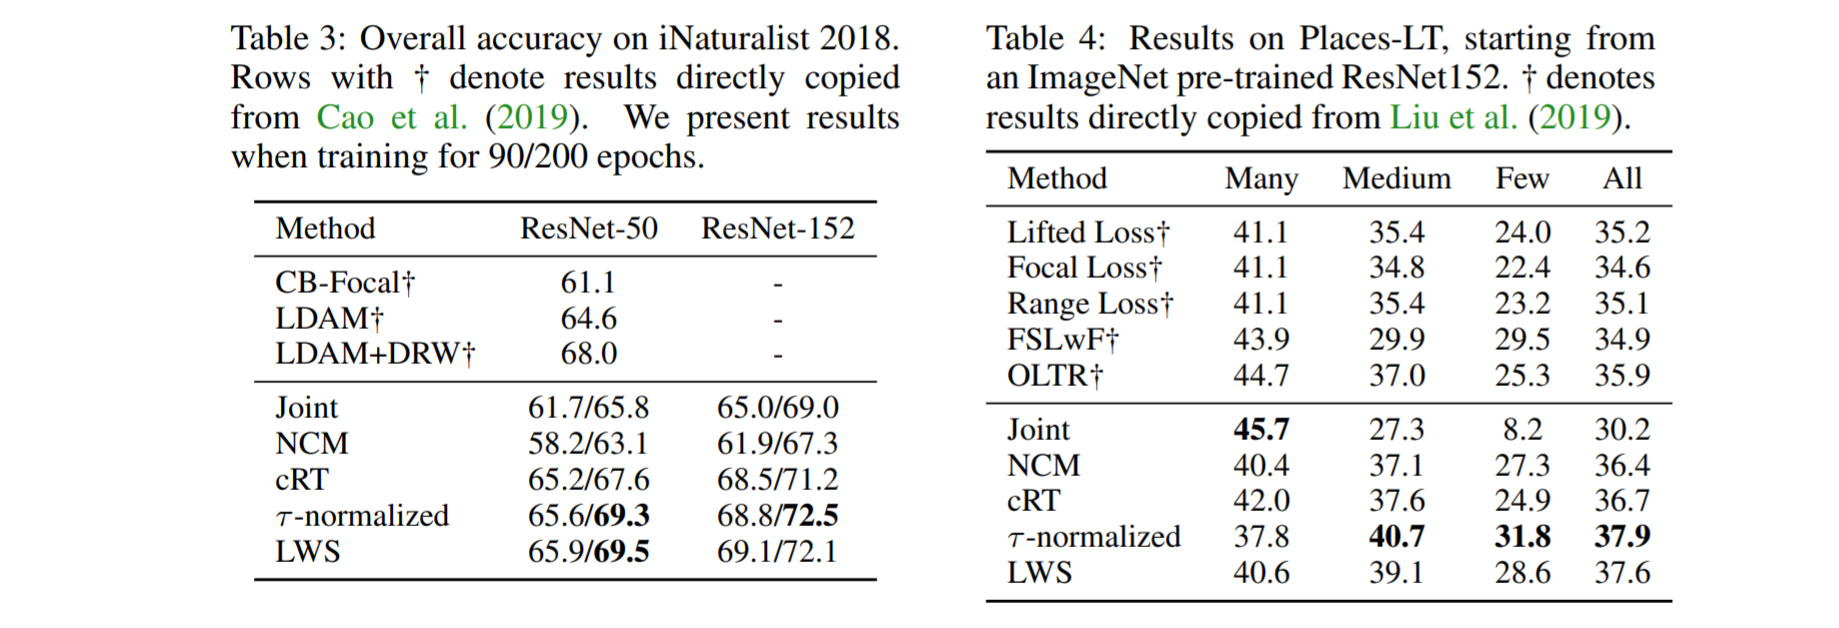 Table 3: Overall accuracy on iNaturalist 2018.
Rows with † denote results directly copied
from Cao et al. (2019). We present results
when training for 90/200 epochs.
Method ResNet-50 ResNet-152
CB-Focal† 61.1 -
LDAM† 64.6 -
LDAM+DRW† 68.0 -
Joint 61.7/65.8 65.0/69.0
NCM 58.2/63.1 61.9/67.3
cRT 65.2/67.6 68.5/71.2
τ-normalized 65.6/69.3 68.8/72.5
LWS 65.9/69.5 69.1/72.1
Table 4: Results on Places-LT, starting from
an ImageNet pre-trained ResNet152. † denotes
results directly copied from Liu et al. (2019).
Method Many Medium Few All
Lifted Loss† 41.1 35.4 24.0 35.2
Focal Loss† 41.1 34.8 22.4 34.6
Range Loss† 41.1 35.4 23.2 35.1
FSLwF† 43.9 29.9 29.5 34.9
OLTR† 44.7 37.0 25.3 35.9
Joint 45.7 27.3 8.2 30.2
NCM 40.4 37.1 27.3 36.4
cRT 42.0 37.6 24.9 36.7
τ-normalized 37.8 40.7 31.8 37.9
LWS 40.6 39.1 28.6 37.6